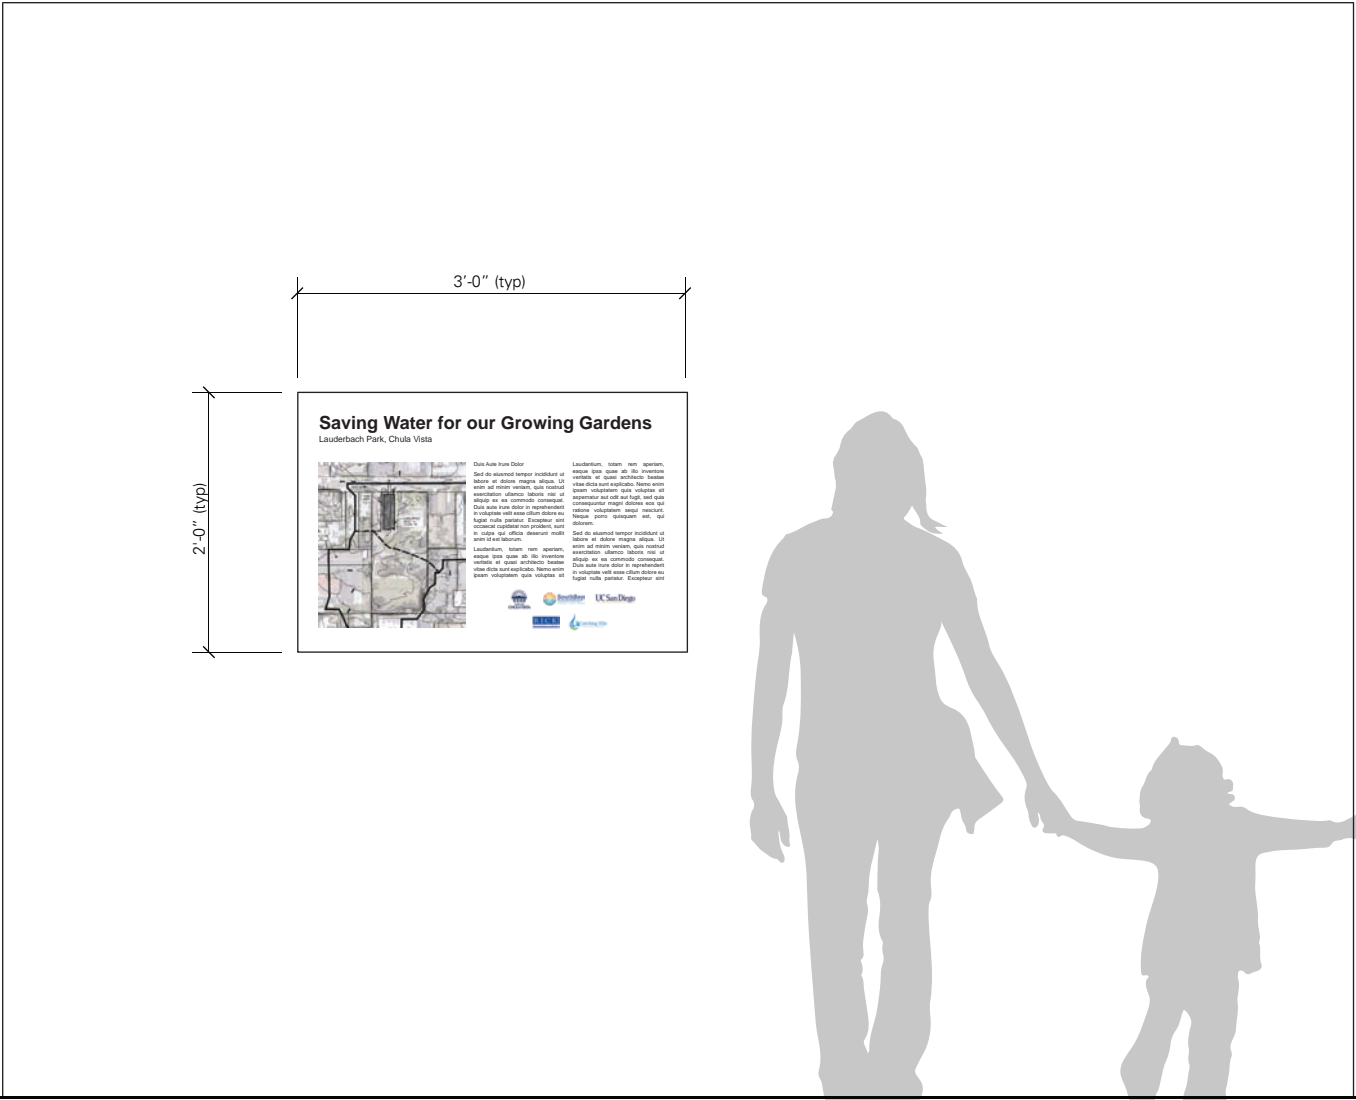 3'-0" (typ)
2'-0" (typ)
Saving Water for our Growing Gardens
Lauderbach Park, Chula Vista
Duis Aute Irure Dolor
Sed do eiusmod tempor incididunt ut
labore et dolore magna aliqua. Ut
enim ad minim veniam, quis nostrud
exercitation ullamco laboris nisi ut
aliquip ex ea commodo consequat.
Duis aute irure dolor in reprehenderit
in voluptate velit esse cillum dolore eu
fugiat nulla pariatur. Excepteur sint
occaecat cupidatat non proident, sunt
in culpa qui officia deserunt mollit
anim id est laborum.
Laudantium, totam rem aperiam,
eaque ipsa quae ab illo inventore
veritatis et quasi architecto beatae
vitae dicta sunt explicabo. Nemo enim
ipsam voluptatem quia voluptas sit
Laudantium, totam rem aperiam,
eaque ipsa quae ab illo inventore
veritatis et quasi architecto beatae
vitae dicta sunt explicabo. Nemo enim
ipsam voluptatem quia voluptas sit
aspernatur aut odit aut fugit, sed quia
consequuntur magni dolores eos qui
ratione voluptatem sequi nesciunt.
Neque porro quisquam est, qui
dolorem.
Sed do eiusmod tempor incididunt ut
labore et dolore magna aliqua. Ut
enim ad minim veniam, quis nostrud
exercitation ullamco laboris nisi ut
aliquip ex ea commodo consequat.
Duis aute irure dolor in reprehenderit
in voluptate velit esse cillum dolore eu
fugiat nulla pariatur. Excepteur sint
CHULA VISTA
UC San Diego
RICK